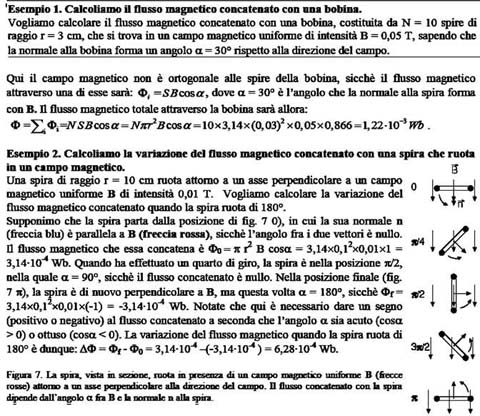 Esempio 1. Calcoliamo il flusso magnetico concatenato con una bobina.
Vogliamo calcolare il flusso magnetico concatenato con una bobina, costituita da N = 10 spire di
raggio r = 3 cm, che si trova in un campo magnetico uniforme di intensità B = 0,05 T, sapendo che
la normale alla bobina forma un angolo α = 30° rispetto alla direzione del campo.
Qui il campo magnetico non è ortogonale alle spire della bobina, sicchè il flusso magnetico
attraverso una di esse sarà: Φᵢ = SB cos α, dove α = 30° è l'angolo che la normale alla spira forma
con B. Il flusso magnetico totale attraverso la bobina sarà allora:
Φ = ∑ᵢ Φᵢ = NSB cos α = Nπr² B cos α = 10×3,14×(0,03)²×0,05×0,866 = 1,22·10⁻³ Wb .
Esempio 2. Calcoliamo la variazione del flusso magnetico concatenato con una spira che ruota
in un campo magnetico.
Una spira di raggio r = 10 cm ruota attorno a un asse perpendicolare a un campo
magnetico uniforme B di intensità 0,01 T. Vogliamo calcolare la variazione del
flusso magnetico concatenato quando la spira ruota di 180°.
Supponimo che la spira parta dalla posizione di fig. 7 0), in cui la sua normale n
(freccia blu) è parallela a B (freccia rossa), sicchè l'angolo fra i due vettori è nullo.
Il flusso magnetico che essa concatena è Φ₀ = π r² B cosα = 3,14×0,1²×0,01×1 =
3,14·10⁻⁴ Wb. Quando ha effettuato un quarto di giro, la spira è nella posizione π/2,
nella quale α = 90°, sicchè il flusso concatenato è nullo. Nella posizione finale (fig.
7 π), la spira è di nuovo perpendicolare a B, ma questa volta α = 180°, sicchè Φf =
3,14×0,1²×0,01×(-1) = -3,14·10⁻⁴ Wb. Notate che qui è necessario dare un segno
(positivo o negativo) al flusso concatenato a seconda che l'angolo α sia acuto (cosα
> 0) o ottuso (cosα < 0). La variazione del flusso magnetico quando la spira ruota di
180° è dunque: ΔΦ = Φf - Φ₀ = 3,14·10⁻⁴ –(-3,14·10⁻⁴) = 6,28·10⁻⁴ Wb.
Figura 7. La spira, vista in sezione, ruota in presenza di un campo magnetico uniforme B (frecce
rosse) attorno a un asse perpendicolare alla direzione del campo. Il flusso concatenato con la spira
dipende dall'angolo α fra B e la normale n alla spira.
B
0
n
π/4
π/2
3π/2
π